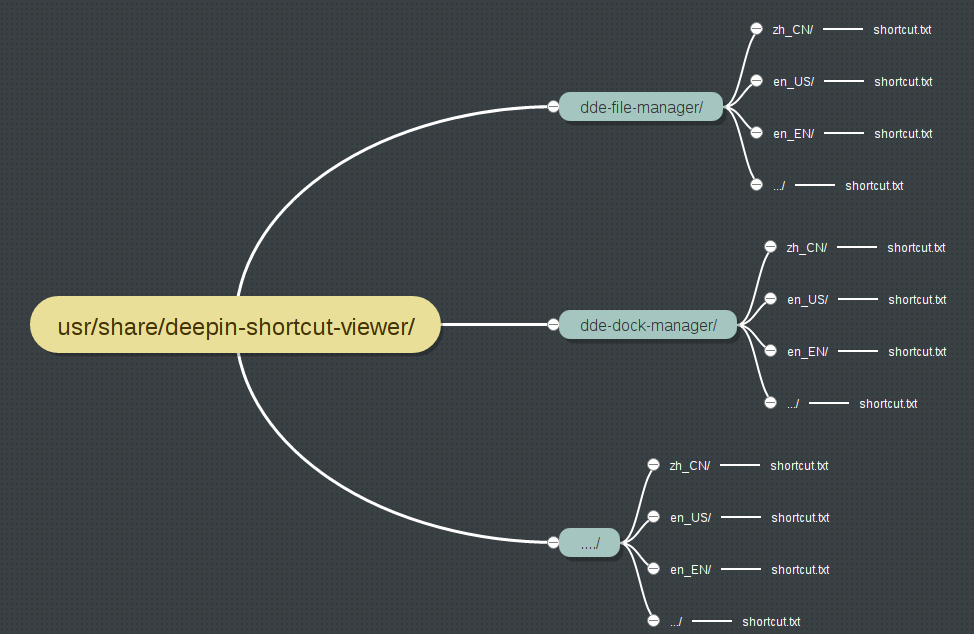 usr/share/deepin-shortcut-viewer/
dde-file-manager/
zh_CN/ shortcut.txt
en_US/ shortcut.txt
en_EN/ shortcut.txt
.../ shortcut.txt
dde-dock-manager/
zh_CN/ shortcut.txt
en_US/ shortcut.txt
en_EN/ shortcut.txt
.../ shortcut.txt
..../
zh_CN/ shortcut.txt
en_US/ shortcut.txt
en_EN/ shortcut.txt
.../ shortcut.txt